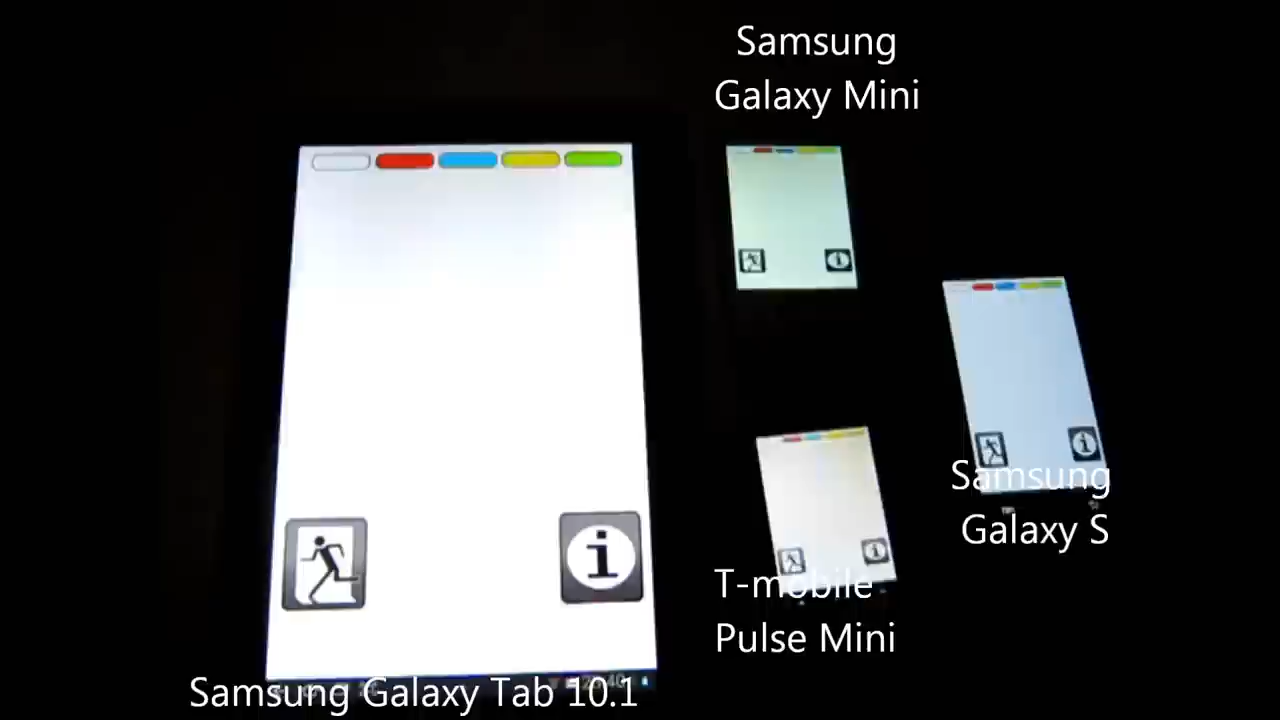 Samsung
Galaxy Mini
Samsung
Galaxy S
T-mobile
Pulse Mini
Samsung Galaxy Tab 10.1